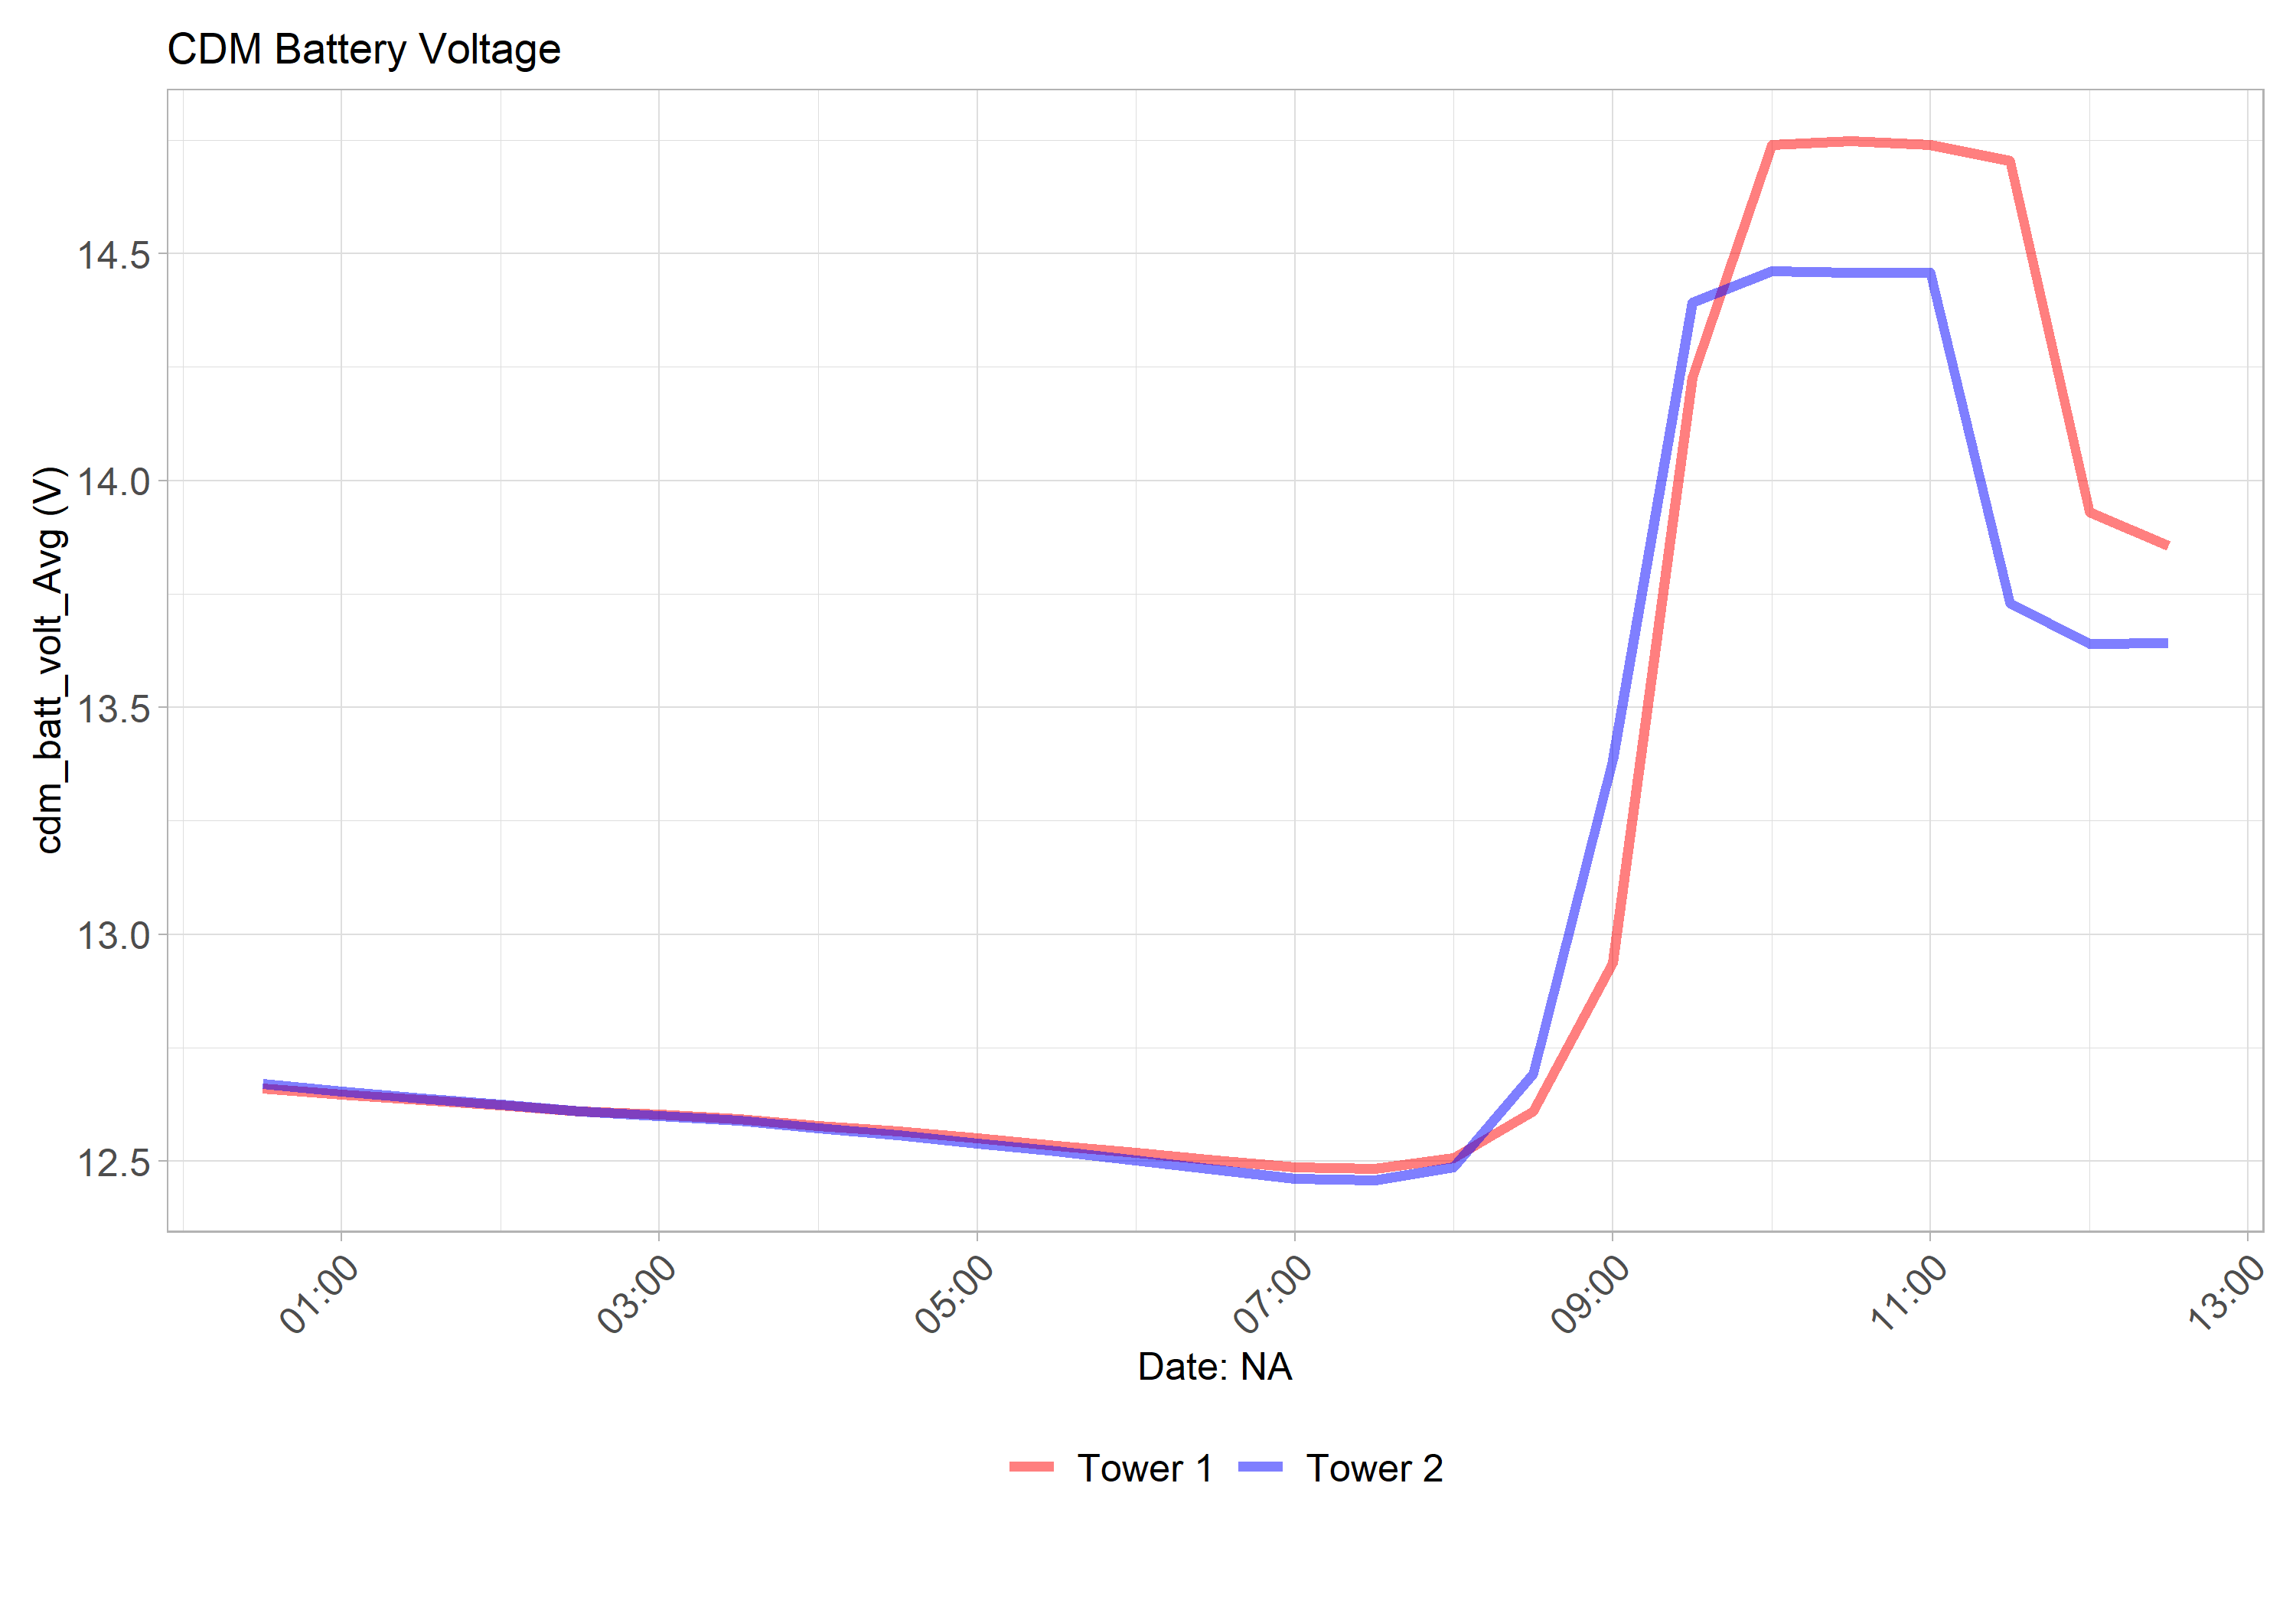 CDM Battery Voltage
cdm_batt_volt_Avg (V)
14.5
14.0
13.5
13.0
12.5
01:00
03:00
05:00
07:00
09:00
11:00
13:00
Date: NA
Tower 1
Tower 2